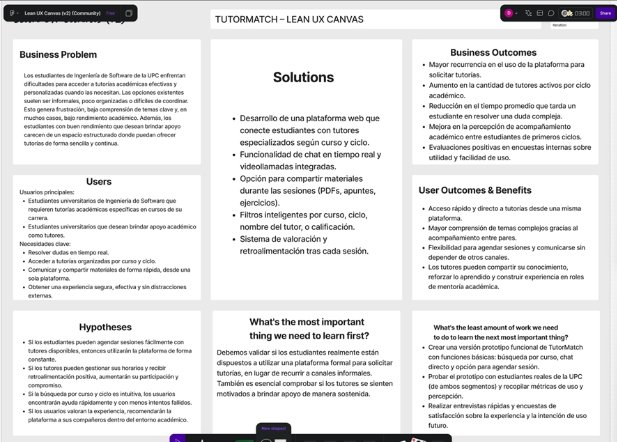 Lean UX Canvas (v2) (Community)
Free
TUTORMATCH – LEAN UX CANVAS
03:00
Share
Business Problem
Los estudiantes de Ingeniería de Software de la UPC enfrentan
dificultades para acceder a tutorías académicas efectivas y
personalizadas cuando las necesitan. Las opciones existentes
suelen ser informales, poco organizadas o difíciles de coordinar.
Esto genera frustración, baja comprensión de temas clave y, en
muchos casos, bajo rendimiento académico. Además, los
estudiantes con buen rendimiento que desean brindar apoyo
carecen de un espacio estructurado donde puedan ofrecer
tutorías de forma sencilla y continua.
Solutions
• Desarrollo de una plataforma web que
conecte estudiantes con tutores
especializados según curso y ciclo.
• Funcionalidad de chat en tiempo real y
videollamadas integradas.
• Opción para compartir materiales
durante las sesiones (PDFs, apuntes,
ejercicios).
• Filtros inteligentes por curso, ciclo,
nombre del tutor, o calificación.
• Sistema de valoración y
retroalimentación tras cada sesión.
Business Outcomes
• Mayor recurrencia en el uso de la plataforma para
solicitar tutorías.
• Aumento en la cantidad de tutores activos por ciclo
académico.
• Reducción en el tiempo promedio que tarda un
estudiante en resolver una duda compleja.
• Mejora en la percepción de acompañamiento
académico entre estudiantes de primeros ciclos.
• Evaluaciones positivas en encuestas internas sobre
utilidad y facilidad de uso.
Users
Usuarios principales:
• Estudiantes universitarios de Ingeniería de Software que
requieren tutorías académicas específicas en cursos de su
carrera.
• Estudiantes universitarios que desean brindar apoyo académico
como tutores.
Necesidades clave:
• Resolver dudas en tiempo real.
• Acceder a tutorías organizadas por curso y ciclo.
• Comunicar y compartir materiales de forma rápida, desde una
sola plataforma.
• Obtener una experiencia segura, efectiva y sin distracciones
externas.
User Outcomes & Benefits
• Acceso rápido y directo a tutorías desde una misma
plataforma.
• Mayor comprensión de temas complejos gracias al
acompañamiento entre pares.
• Flexibilidad para agendar sesiones y comunicarse sin
depender de otros canales.
• Los tutores pueden compartir su conocimiento,
reforzar lo aprendido y construir experiencia en roles
de mentoría académica.
Hypotheses
• Si los estudiantes pueden agendar sesiones fácilmente con
tutores disponibles, entonces utilizarán la plataforma de forma
constante.
• Si los tutores pueden gestionar sus horarios y recibir
retroalimentación positiva, aumentarán su participación y
compromiso.
• Si la búsqueda por curso y ciclo es intuitiva, los usuarios
encontrarán ayuda rápidamente y con menos intentos fallidos.
• Si los usuarios valoran la experiencia, recomendarán la
plataforma a sus compañeros dentro del entorno académico.
What's the most important
thing we need to learn first?
Debemos validar si los estudiantes realmente están
dispuestos a utilizar una plataforma formal para solicitar
tutorías, en lugar de recurrir a canales informales.
También es esencial comprobar si los tutores se sienten
motivados a brindar apoyo de manera sostenida.
What's the least amount of work we need
to do to learn the next most important thing?
• Crear una versión prototipo funcional de TutorMatch
con funciones básicas: búsqueda por curso, chat
directo y opción para agendar sesión.
• Probar el prototipo con estudiantes reales de la UPC
(de ambos segmentos) y recopilar métricas de uso y
percepción.
• Realizar entrevistas rápidas y encuestas de
satisfacción sobre la experiencia y la intención de uso
futuro.